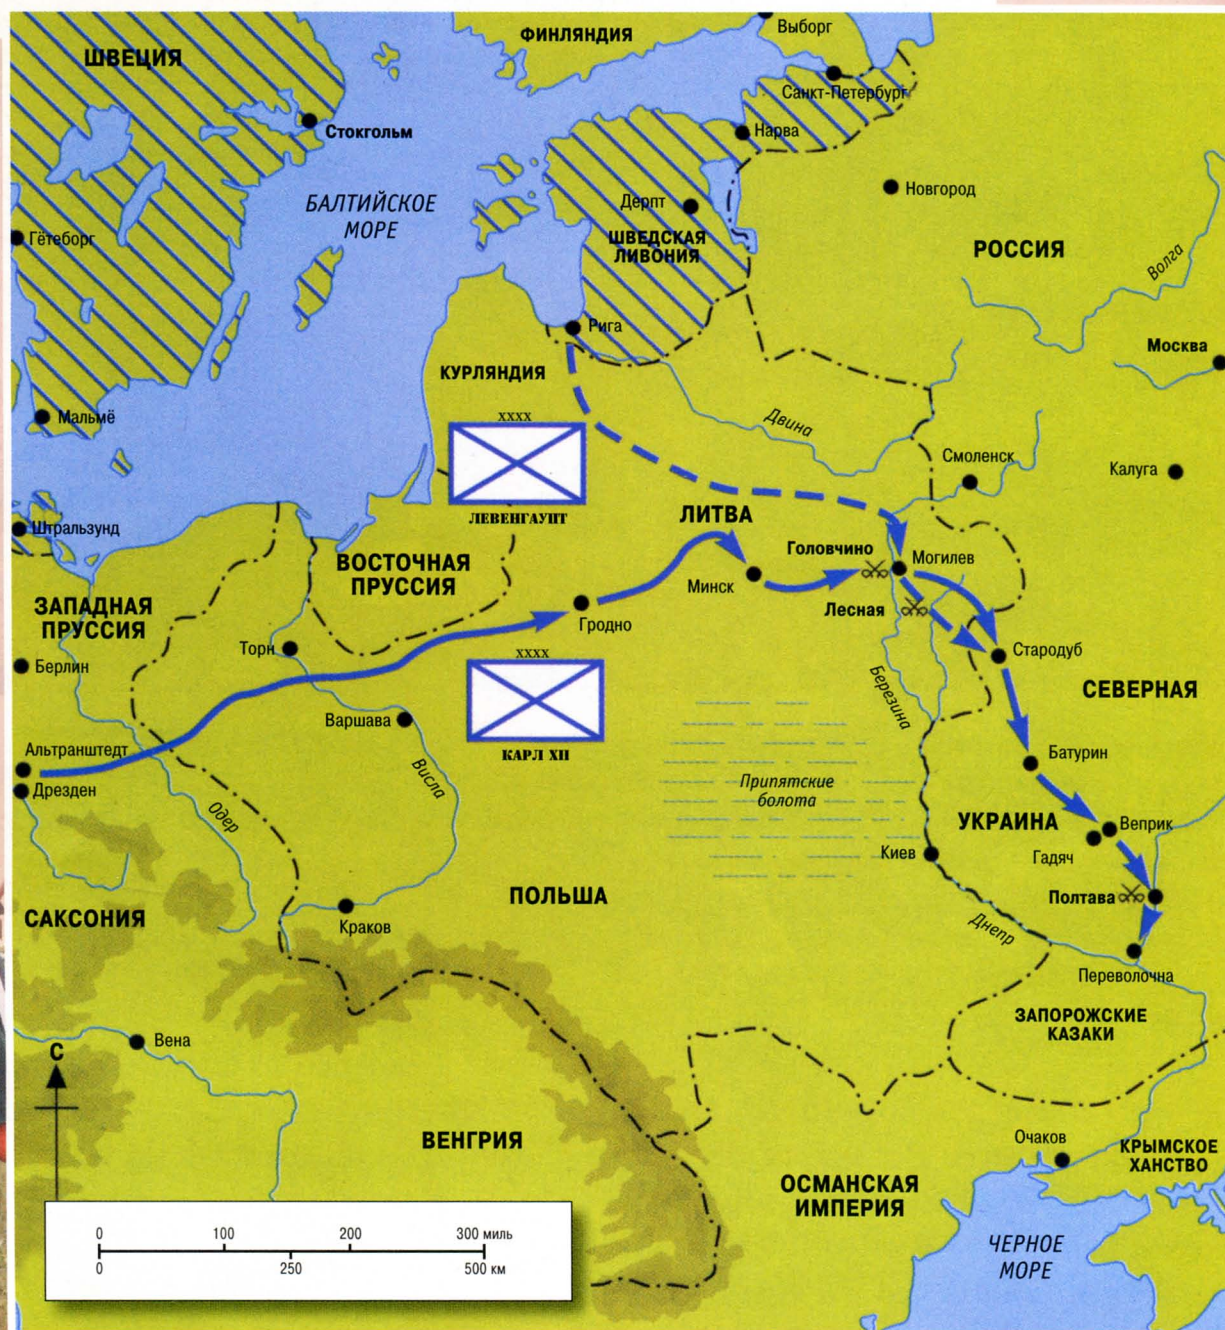 ШВЕЦИЯ
ФИНЛЯНДИЯ
Выборг
Санкт-Петербург
Стокгольм
Нарва
Новгород
БАЛТИЙСКОЕ
МОРЕ
Дерпт
ШВЕДСКАЯ
ЛИВОНИЯ
Гётеборг
РОССИЯ
Волга
Рига
Москва
КУРЛЯНДИЯ
Мальмё
XXXX
Двина
Смоленск
Калуга
ЛЕВЕНГАУПТ
ЛИТВА
Штральзунд
ВОСТОЧНАЯ
ПРУССИЯ
Головчино
Могилев
Минск
ЗАПАДНАЯ
ПРУССИЯ
Лесная
Гродно
Торн
Стародуб
Берлин
XXXX
СЕВЕРНАЯ
Березина
Варшава
КАРЛ XII
Альтранштедт
Батурин
Дрезден
Висла
Припятские
болота
Одер
УКРАИНА
Веприк
Гадяч
Киев
ПОЛЬША
Полтава
САКСОНИЯ
Краков
Днепр
Переволочна
ЗАПОРОЖСКИЕ
КАЗАКИ
Вена
С
ВЕНГРИЯ
Очаков
КРЫМСКОЕ
ХАНСТВО
ОСМАНСКАЯ
ИМПЕРИЯ
ЧЕРНОЕ
МОРЕ
0 100 200 300 миль
0 250 500 км